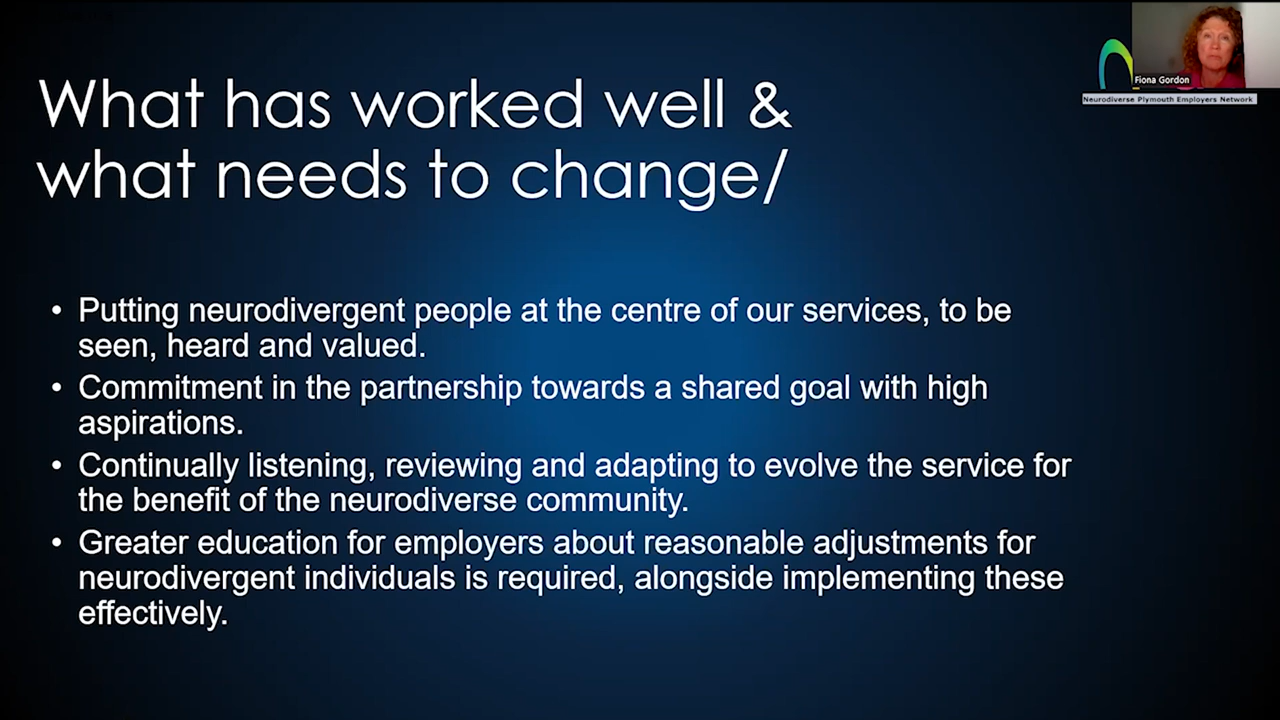 Fiona Gordon
Neurodiverse Plymouth Employers Network
What has worked well &
what needs to change/
• Putting neurodivergent people at the centre of our services, to be
seen, heard and valued.
• Commitment in the partnership towards a shared goal with high
aspirations.
• Continually listening, reviewing and adapting to evolve the service for
the benefit of the neurodiverse community.
• Greater education for employers about reasonable adjustments for
neurodivergent individuals is required, alongside implementing these
effectively.